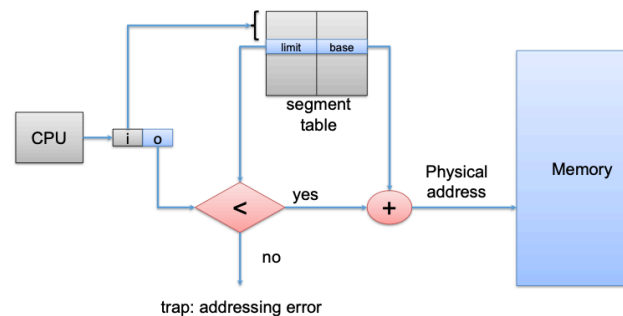 limit base
segment
table
CPU
i o
<
yes
+
Physical
address
Memory
no
trap: addressing error